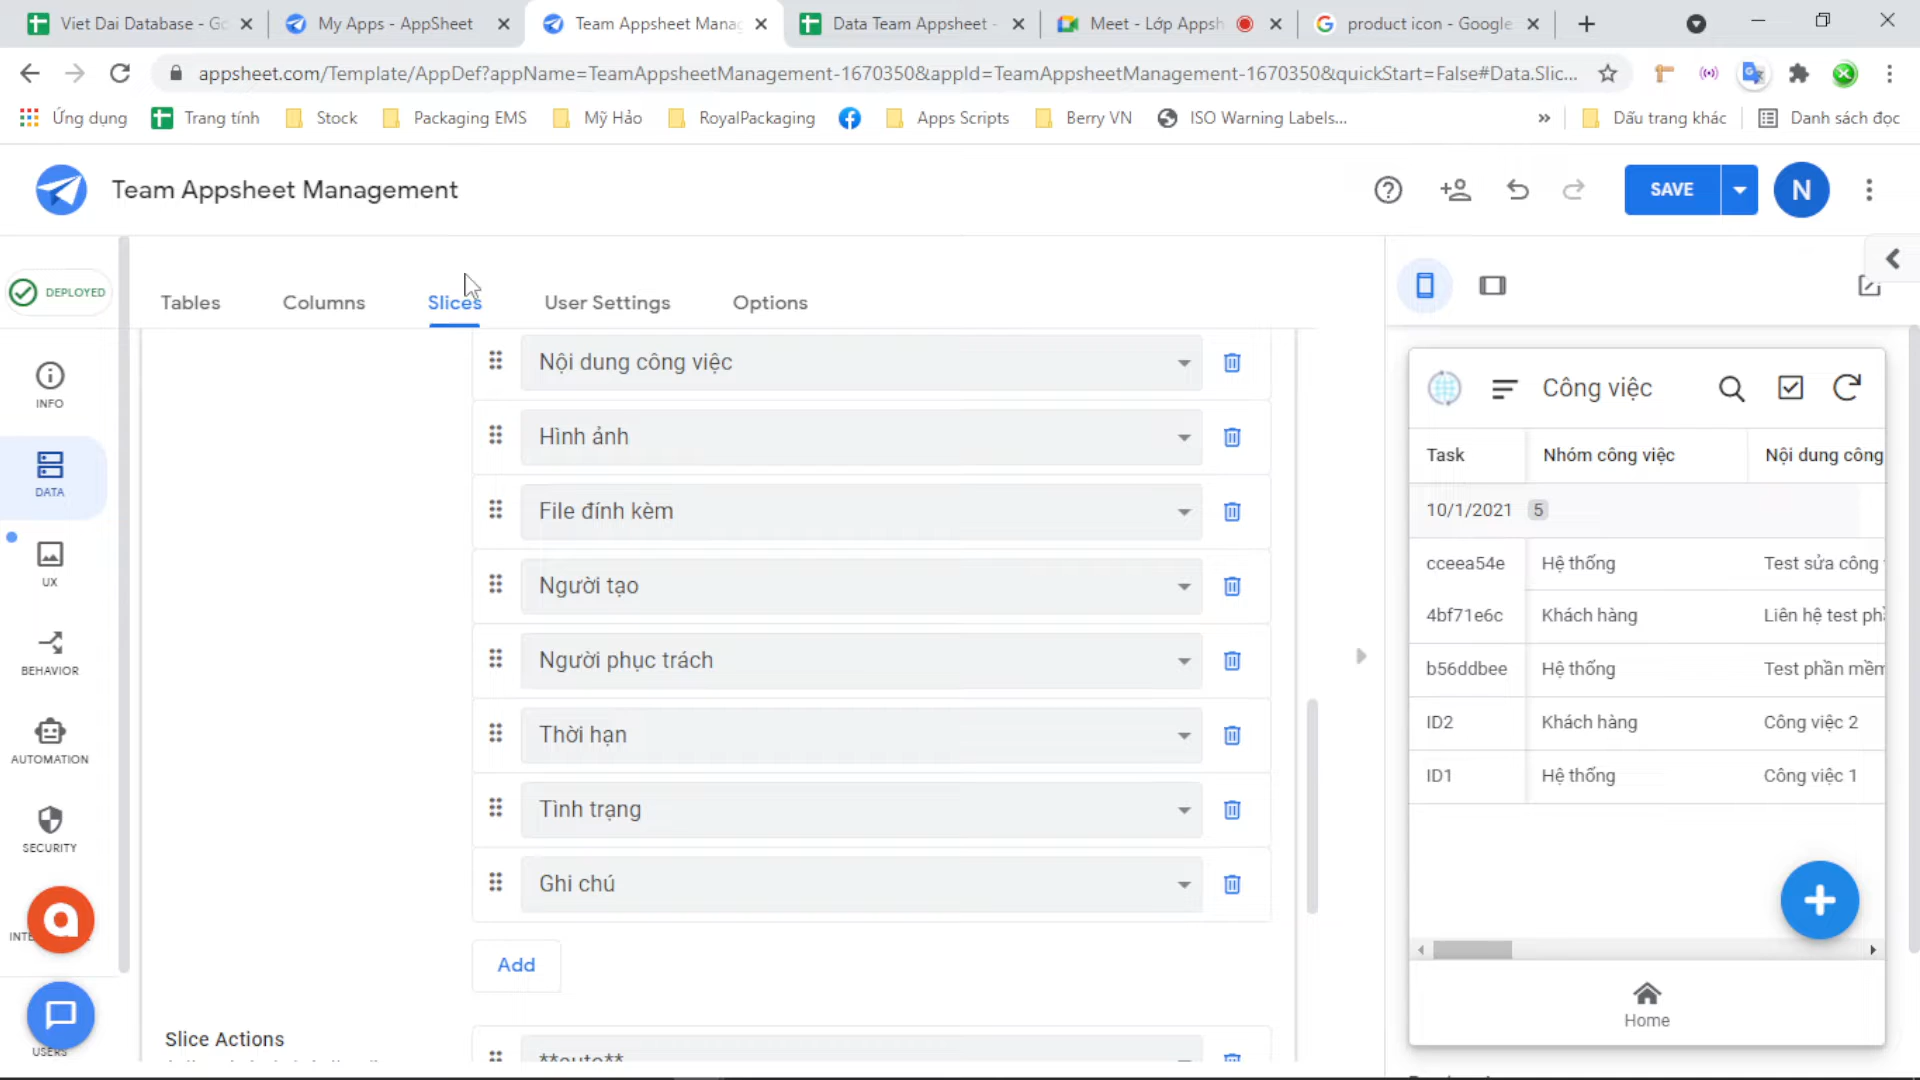 Viet Dai Database - Go
My Apps - AppSheet
Team Appsheet Manag
Data Team Appsheet -
Meet - Lớp Appsh
product icon - Google
appsheet.com/Template/AppDef?appName=TeamAppsheetManagement-1670350&appId=TeamAppsheetManagement-1670350&quickStart=False#Data.Slic...
Ứng dụng
Trang tính
Stock
Packaging EMS
Mỹ Hảo
RoyalPackaging
Apps Scripts
Berry VN
ISO Warning Labels...
»
Dấu trang khác
Danh sách đọc
Team Appsheet Management
SAVE
N
DEPLOYED
Tables
Columns
Slices
User Settings
Options
INFO
DATA
UX
BEHAVIOR
AUTOMATION
SECURITY
USERS
Nội dung công việc
Hình ảnh
File đính kèm
Người tạo
Người phục trách
Thời hạn
Tình trạng
Ghi chú
Add
Slice Actions
**auto**
Công việc
Task
Nhóm công việc
Nội dung công
10/1/2021 5
cceea54e
Hệ thống
Test sửa công
4bf71e6c
Khách hàng
Liên hệ test ph
b56ddbee
Hệ thống
Test phần mềm
ID2
Khách hàng
Công việc 2
ID1
Hệ thống
Công việc 1
Home